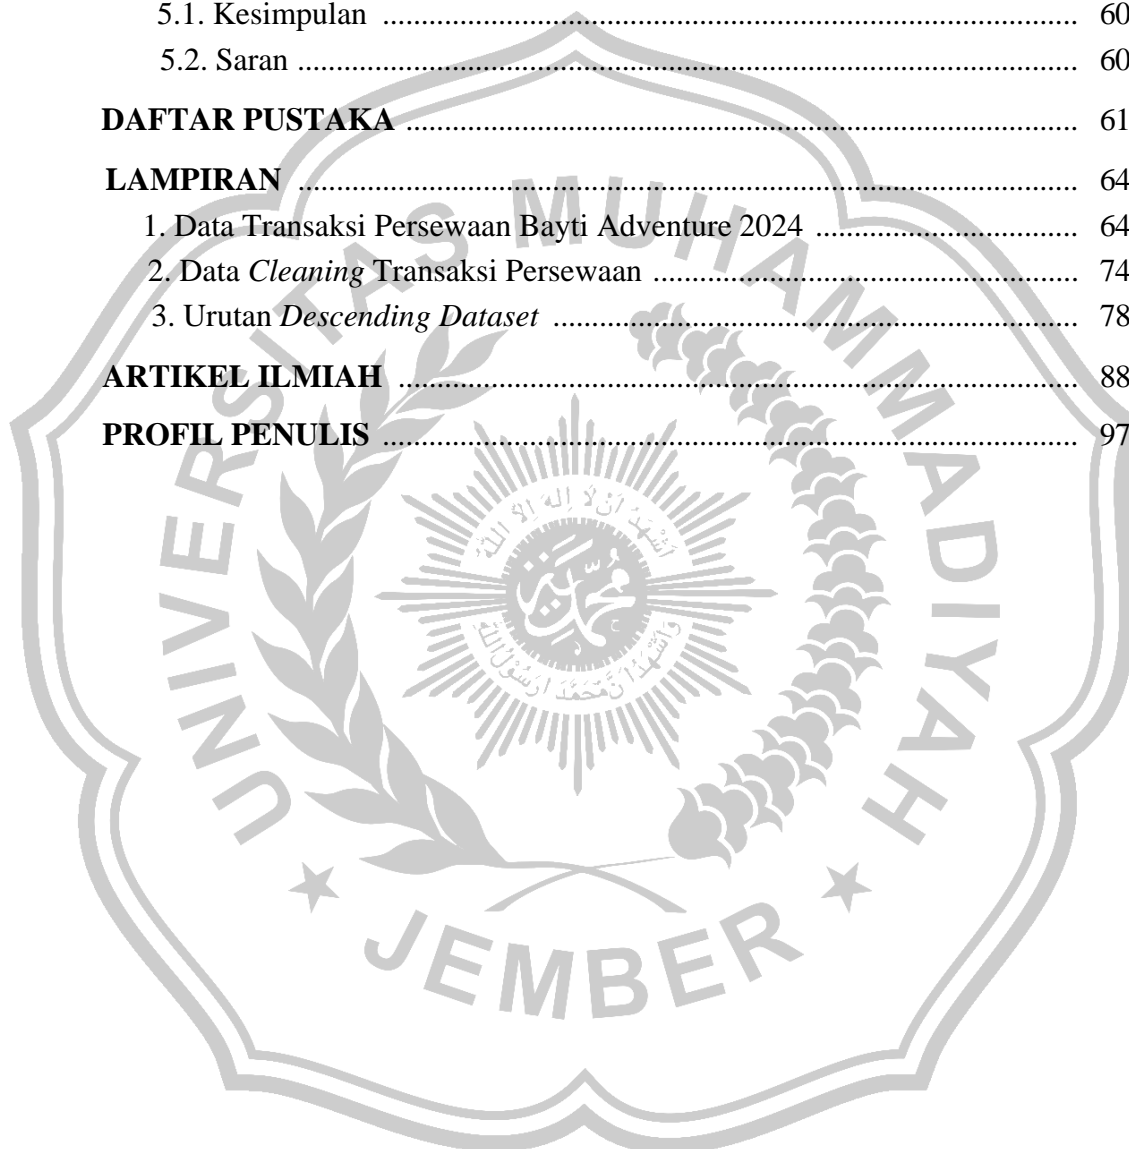 5.1. Kesimpulan ........................................................................................... 60
5.2. Saran ..................................................................................................... 60
DAFTAR PUSTAKA ....................................................................................... 61
LAMPIRAN ..................................................................................................... 64
1. Data Transaksi Persewaan Bayti Adventure 2024 .................................. 64
2. Data Cleaning Transaksi Persewaan ....................................................... 74
3. Urutan Descending Dataset .................................................................... 78
ARTIKEL ILMIAH ........................................................................................ 88
PROFIL PENULIS .......................................................................................... 97
UNIVERSITAS MUHAMMADIYAH
JEMBER